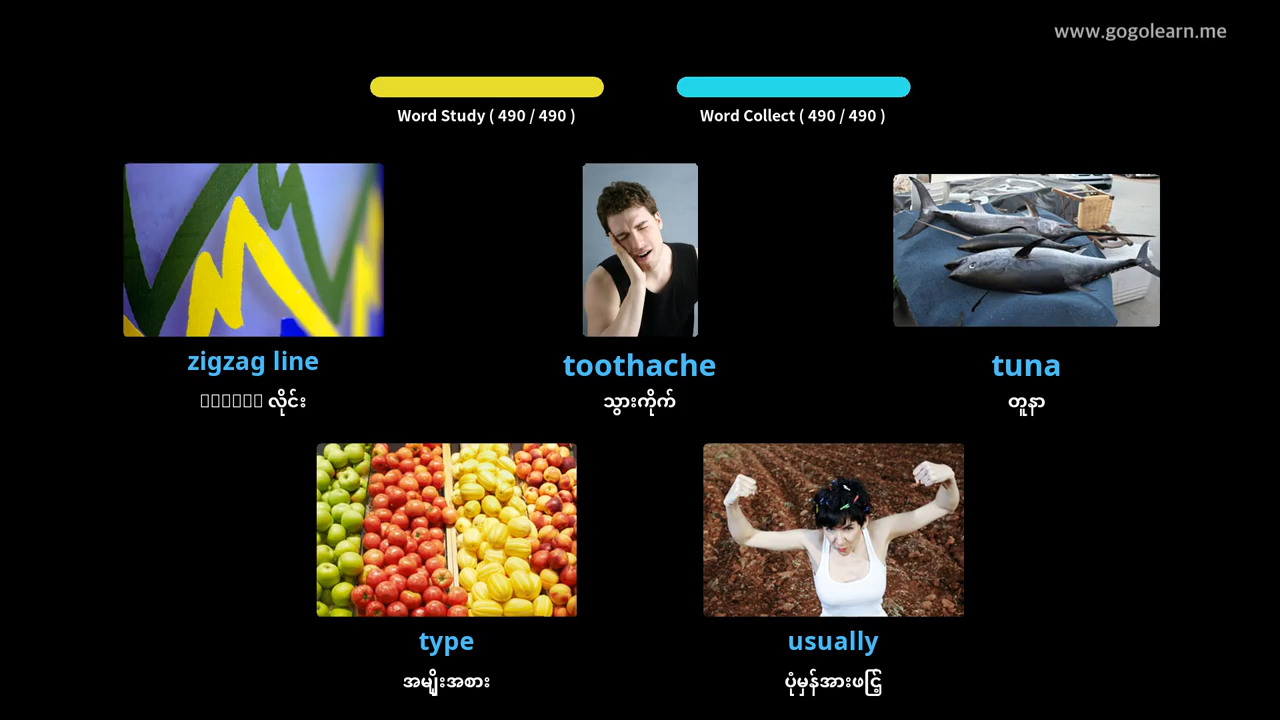 www.gogolearn.me
Word Study ( 490 / 490 )
Word Collect ( 490 / 490 )
zigzag line
toothache
tuna
လိုင်း
သွားကိုက်
တူနာ
type
usually
အမျိုးအစား
ပုံမှန်အားဖြင့်